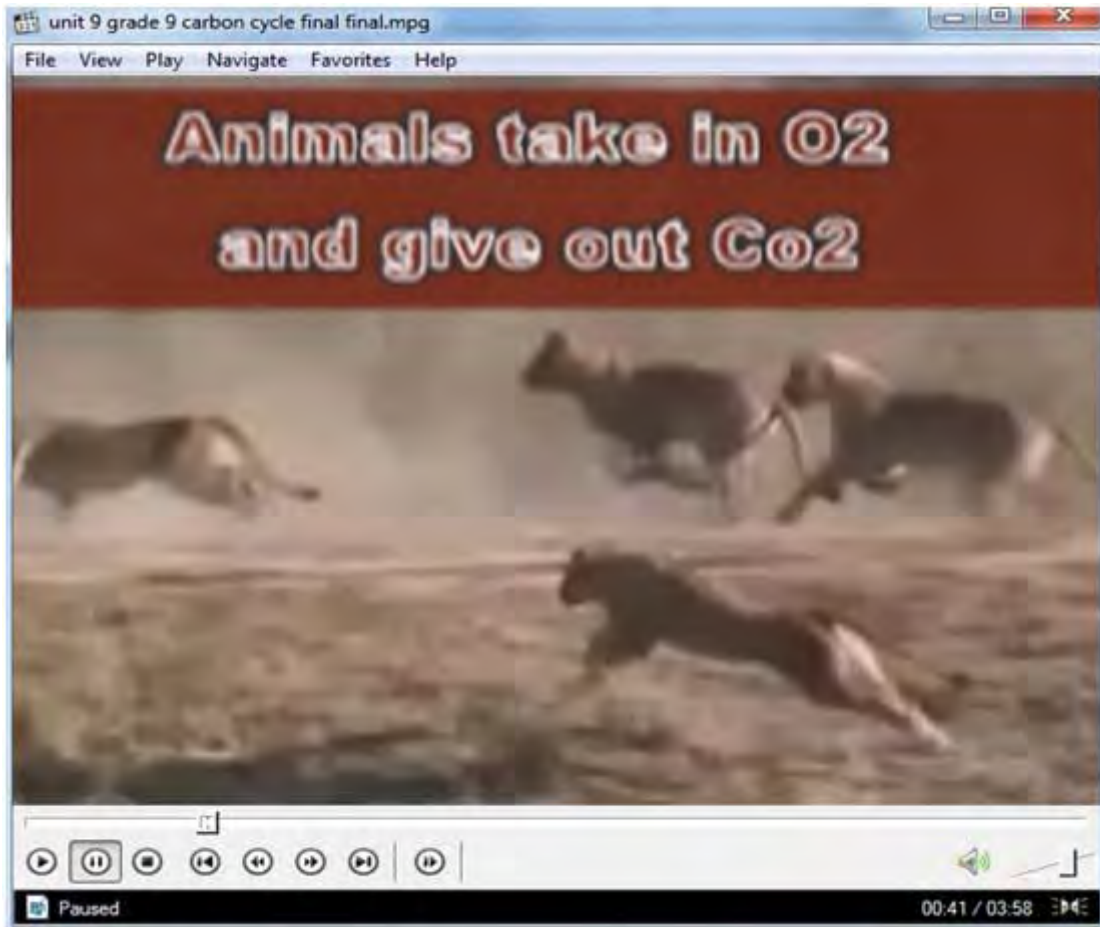 unit 9 grade 9 carbon cycle final final.mpg
File View Play Navigate Favorites Help
Animals take in O2
and give out Co2
Paused
00:41 / 03:58